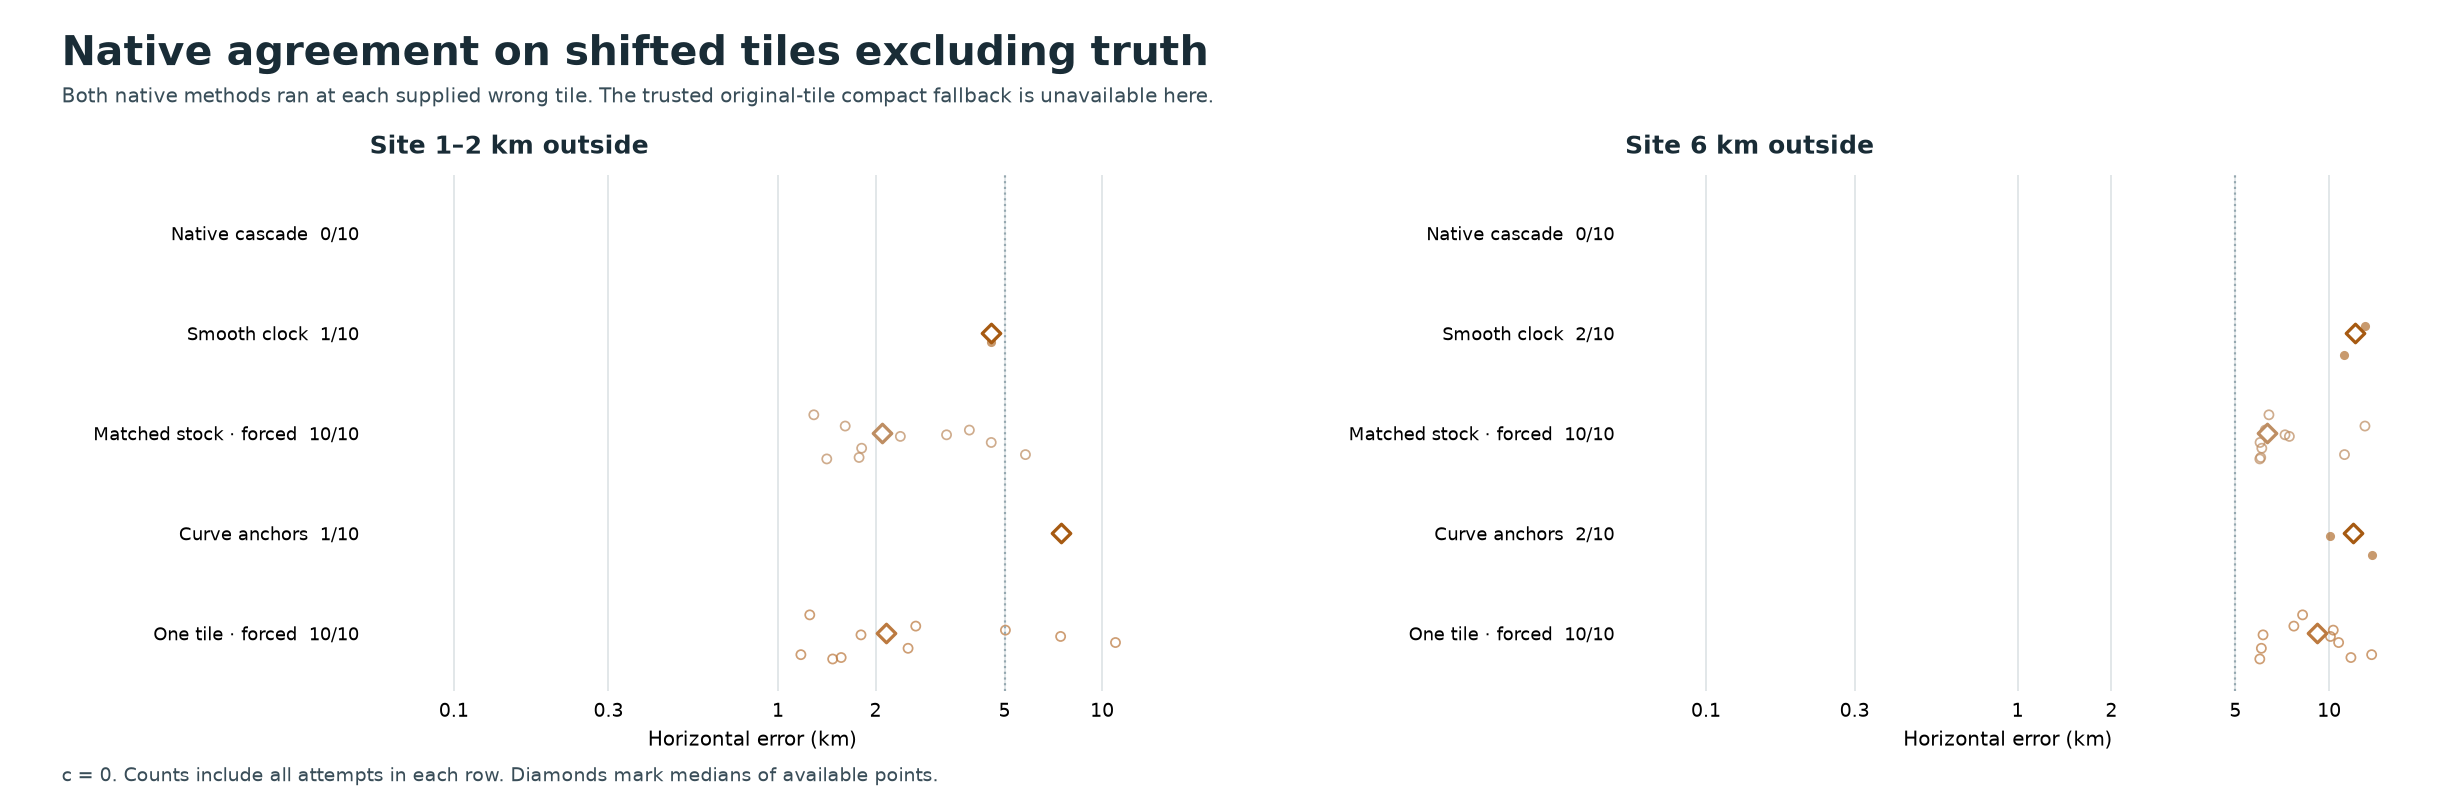 Native agreement on shifted tiles excluding truth
Both native methods ran at each supplied wrong tile. The trusted original-tile compact fallback is unavailable here.
Site 1–2 km outside
Native cascade 0/10
Smooth clock 1/10
Matched stock · forced 10/10
Curve anchors 1/10
One tile · forced 10/10
0.1 0.3 1 2 5 10
Horizontal error (km)
Site 6 km outside
Native cascade 0/10
Smooth clock 2/10
Matched stock · forced 10/10
Curve anchors 2/10
One tile · forced 10/10
0.1 0.3 1 2 5 10
Horizontal error (km)
c = 0. Counts include all attempts in each row. Diamonds mark medians of available points.